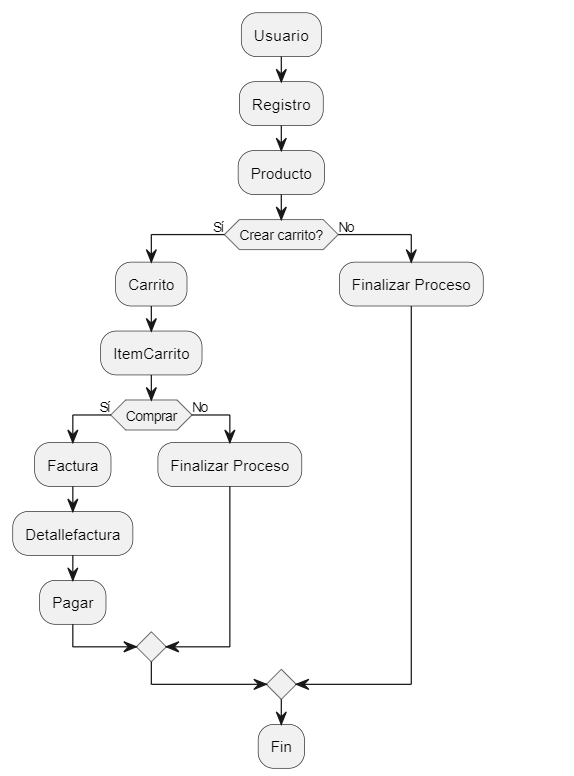 Usuario
Registro
Producto
Sí
Crear carrito?
No
Carrito
Finalizar Proceso
ItemCarrito
Sí
Comprar
No
Factura
Finalizar Proceso
Detallefactura
Pagar
Fin